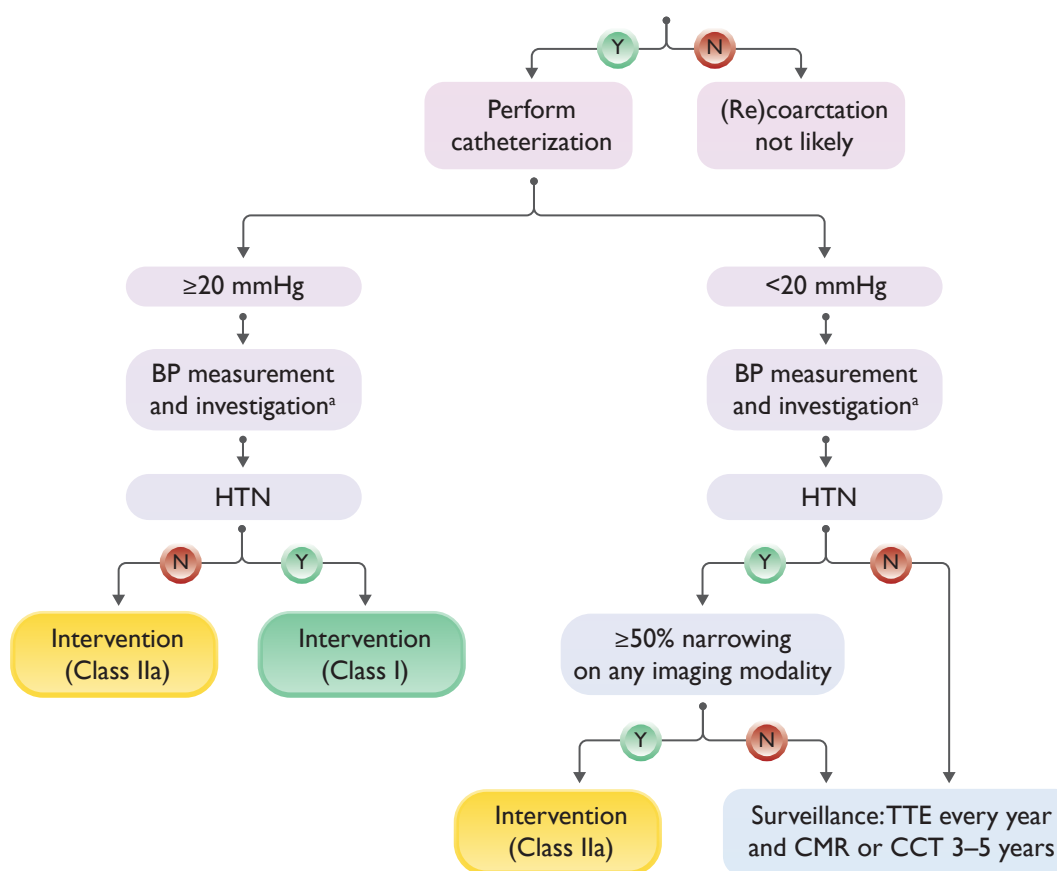 Y
N
Perform
catheterization
(Re)coarctation
not likely
≥20 mmHg
<20 mmHg
BP measurement
and investigationᵃ
BP measurement
and investigationᵃ
HTN
HTN
N
Y
Y
N
Intervention
(Class IIa)
Intervention
(Class I)
≥50% narrowing
on any imaging modality
Y
N
Intervention
(Class IIa)
Surveillance: TTE every year
and CMR or CCT 3–5 years